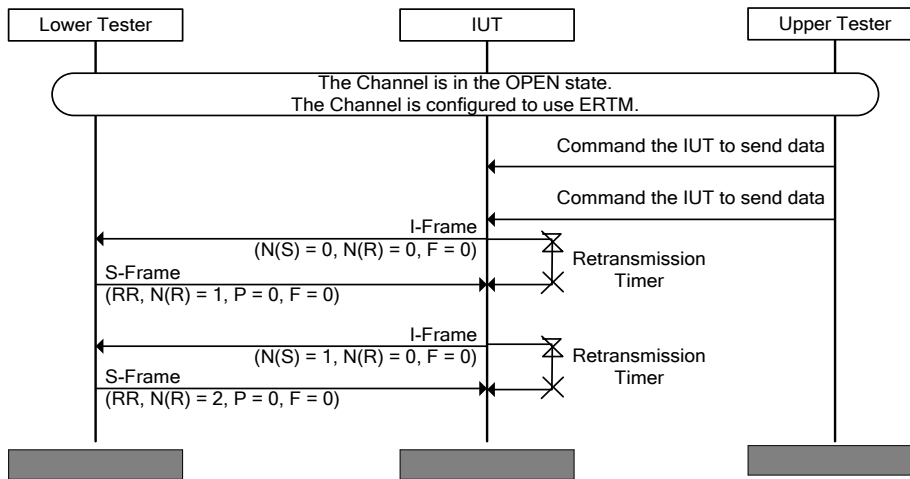 Lower Tester
IUT
Upper Tester
The Channel is in the OPEN state.
The Channel is configured to use ERTM.
Command the IUT to send data
Command the IUT to send data
I-Frame
(N(S) = 0, N(R) = 0, F = 0)
Retransmission
Timer
S-Frame
(RR, N(R) = 1, P = 0, F = 0)
I-Frame
(N(S) = 1, N(R) = 0, F = 0)
Retransmission
Timer
S-Frame
(RR, N(R) = 2, P = 0, F = 0)